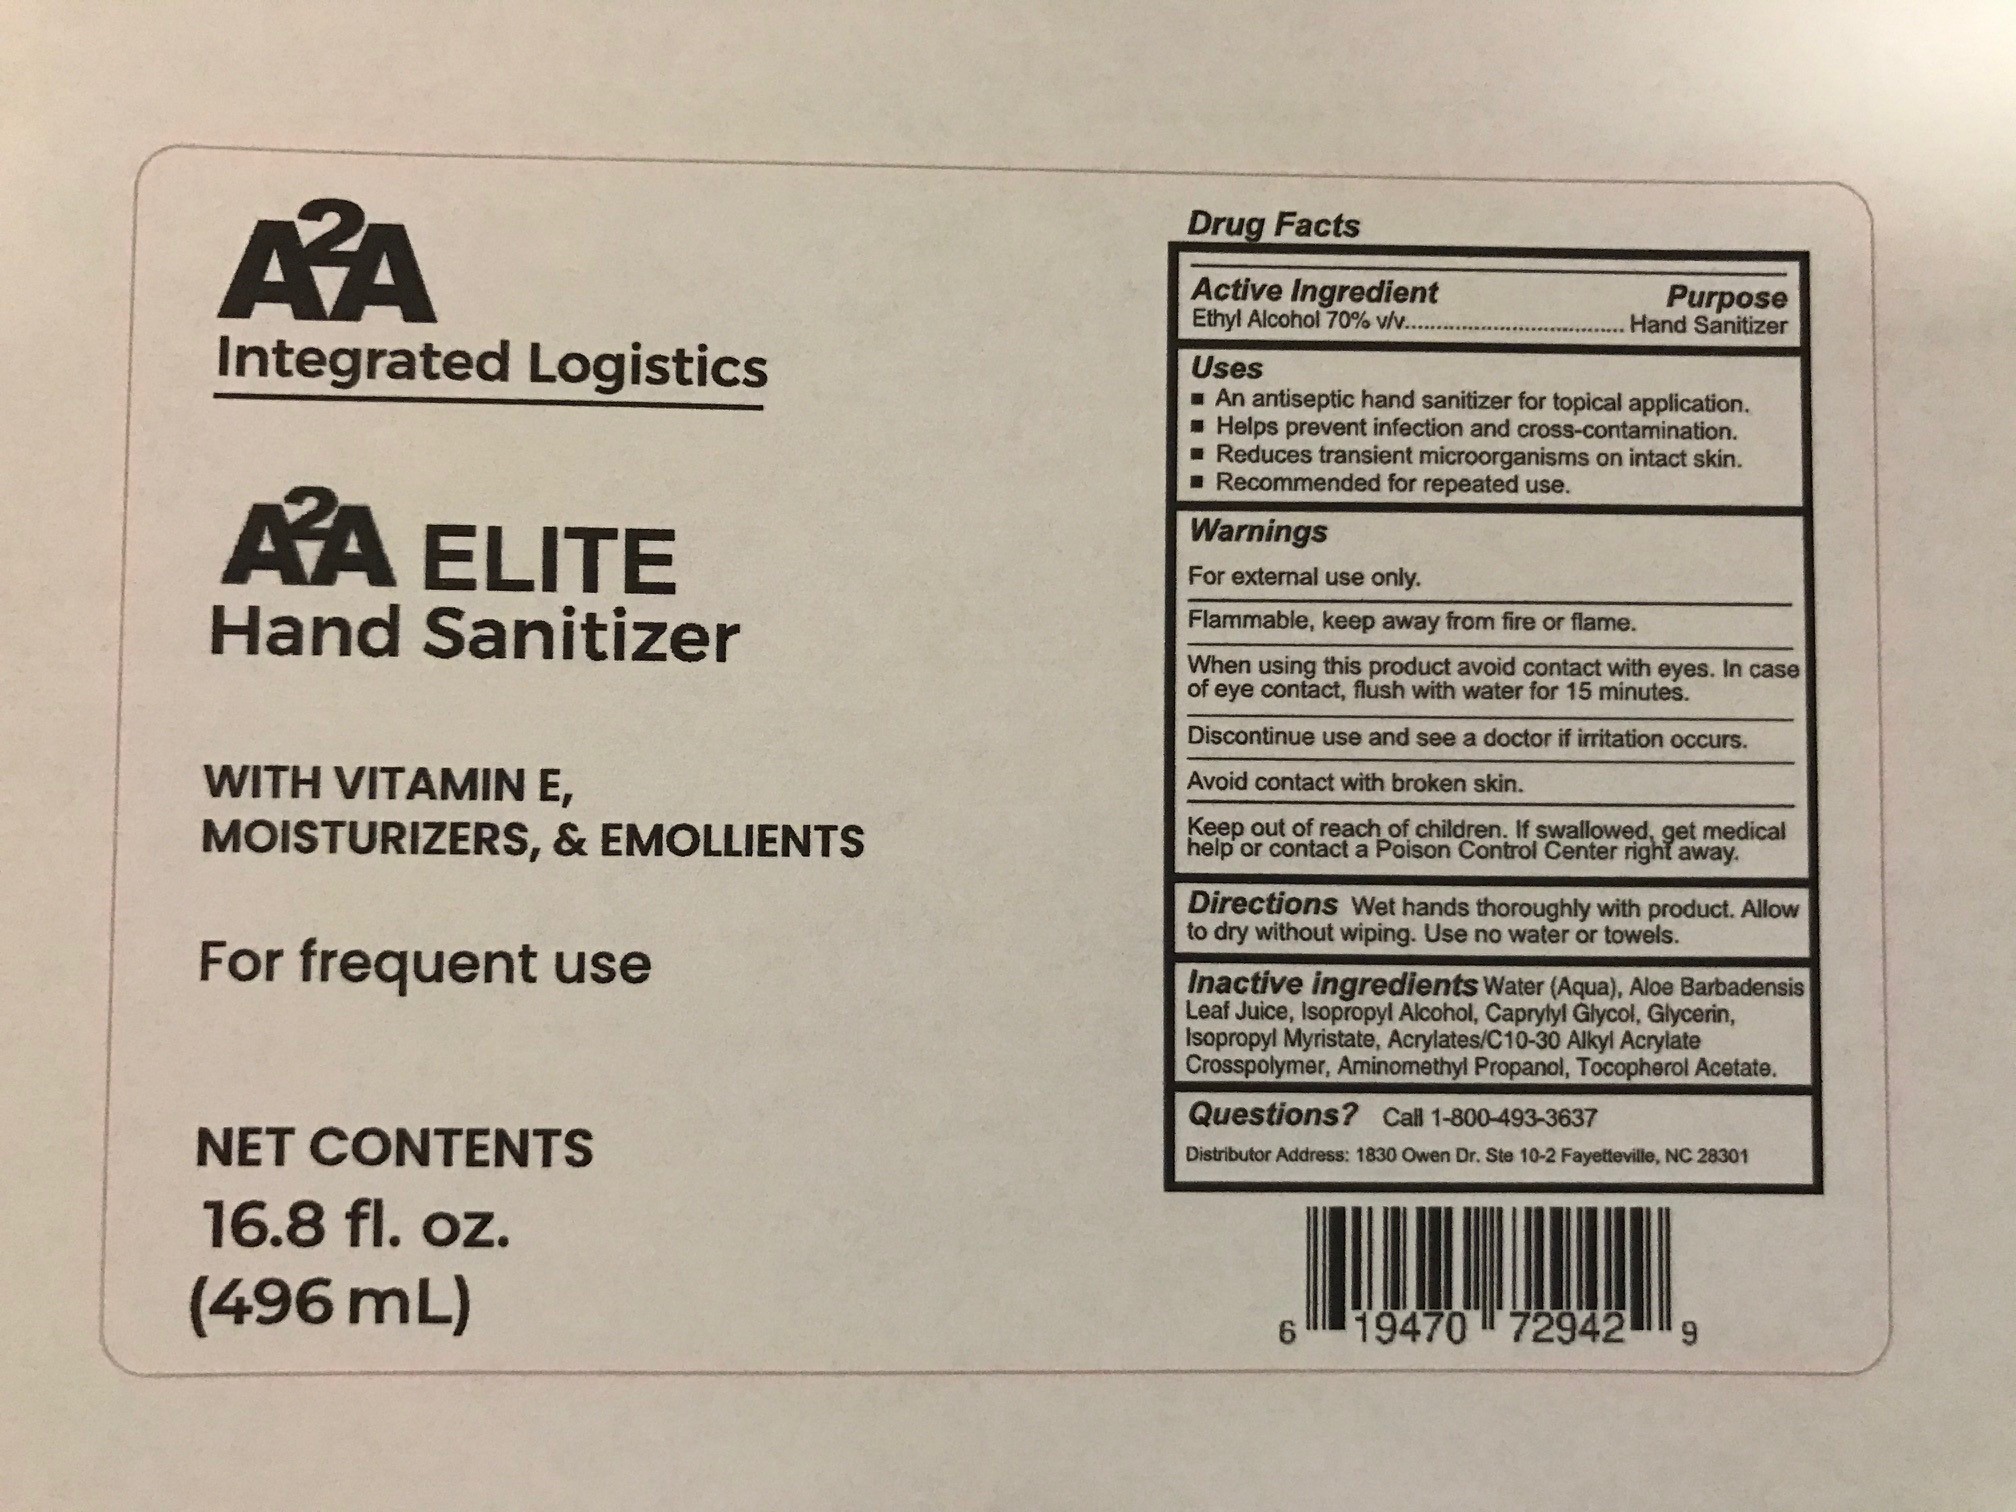 A2A
Integrated Logistics
A2A ELITE
Hand Sanitizer
WITH VITAMIN E,
MOISTURIZERS, & EMOLLIENTS
For frequent use
NET CONTENTS
16.8 fl. oz.
(496 mL)
Drug Facts
Active Ingredient Purpose
Ethyl Alcohol 70% v/v.................................. Hand Sanitizer
Uses
■ An antiseptic hand sanitizer for topical application.
■ Helps prevent infection and cross-contamination.
■ Reduces transient microorganisms on intact skin.
■ Recommended for repeated use.
Warnings
For external use only.
Flammable, keep away from fire or flame.
When using this product avoid contact with eyes. In case
of eye contact, flush with water for 15 minutes.
Discontinue use and see a doctor if irritation occurs.
Avoid contact with broken skin.
Keep out of reach of children. If swallowed, get medical
help or contact a Poison Control Center right away.
Directions Wet hands thoroughly with product. Allow
to dry without wiping. Use no water or towels.
Inactive ingredients Water (Aqua), Aloe Barbadensis
Leaf Juice, Isopropyl Alcohol, Caprylyl Glycol, Glycerin,
Isopropyl Myristate, Acrylates/C10-30 Alkyl Acrylate
Crosspolymer, Aminomethyl Propanol, Tocopherol Acetate.
Questions? Call 1-800-493-3637
Distributor Address: 1830 Owen Dr. Ste 10-2 Fayetteville, NC 28301
6 19470 72942 9